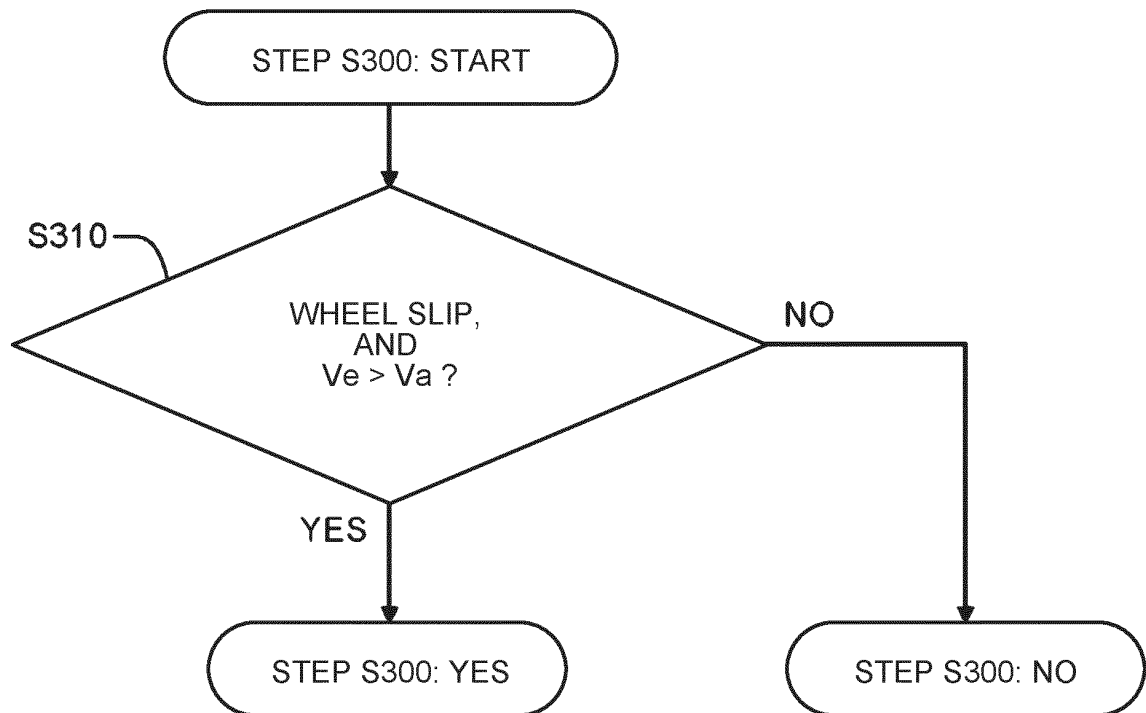 STEP S300: START
S310
WHEEL SLIP,
AND
Ve > Va ?
NO
YES
STEP S300: YES
STEP S300: NO